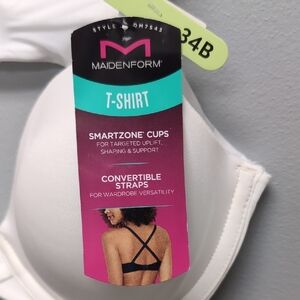 STYLE DM7543
34B
MAIDENFORM
T-SHIRT
SMARTZONE CUPS
FOR TARGETED UPLIFT,
SHAPING & SUPPORT
CONVERTIBLE
STRAPS
FOR WARDROBE VERSATILITY